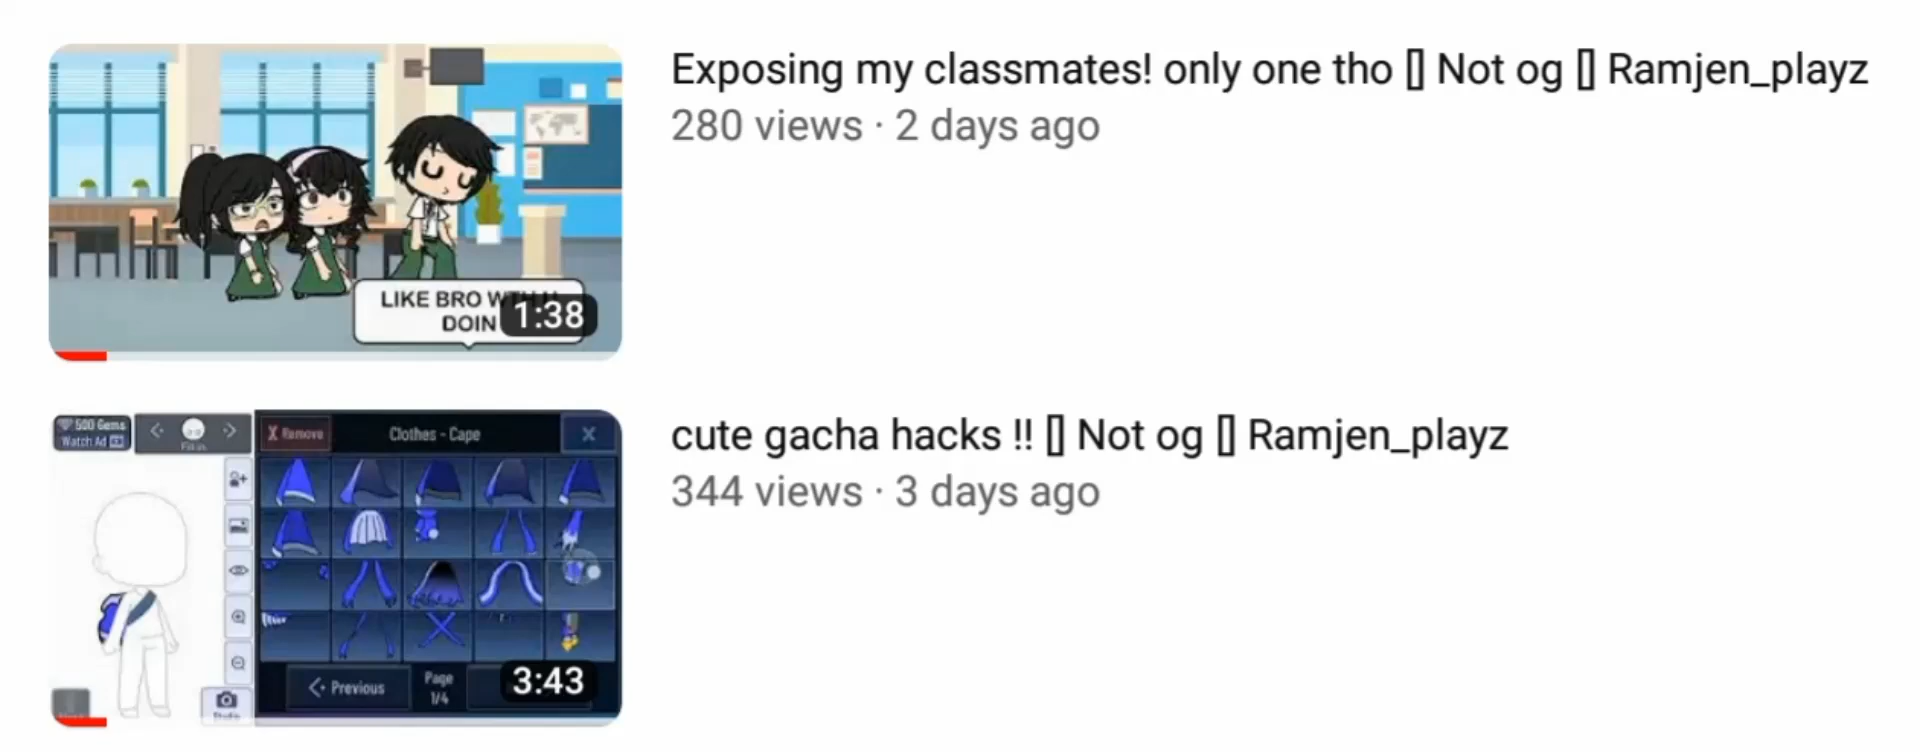 Exposing my classmates! only one tho [] Not og [] Ramjen_playz
280 views · 2 days ago
LIKE BRO
DOIN
1:38
cute gacha hacks !! [] Not og [] Ramjen_playz
344 views · 3 days ago
500 Gems
Watch Ad
X Remove
Clothes - Cape
X
Previous
Page
1/4
3:43